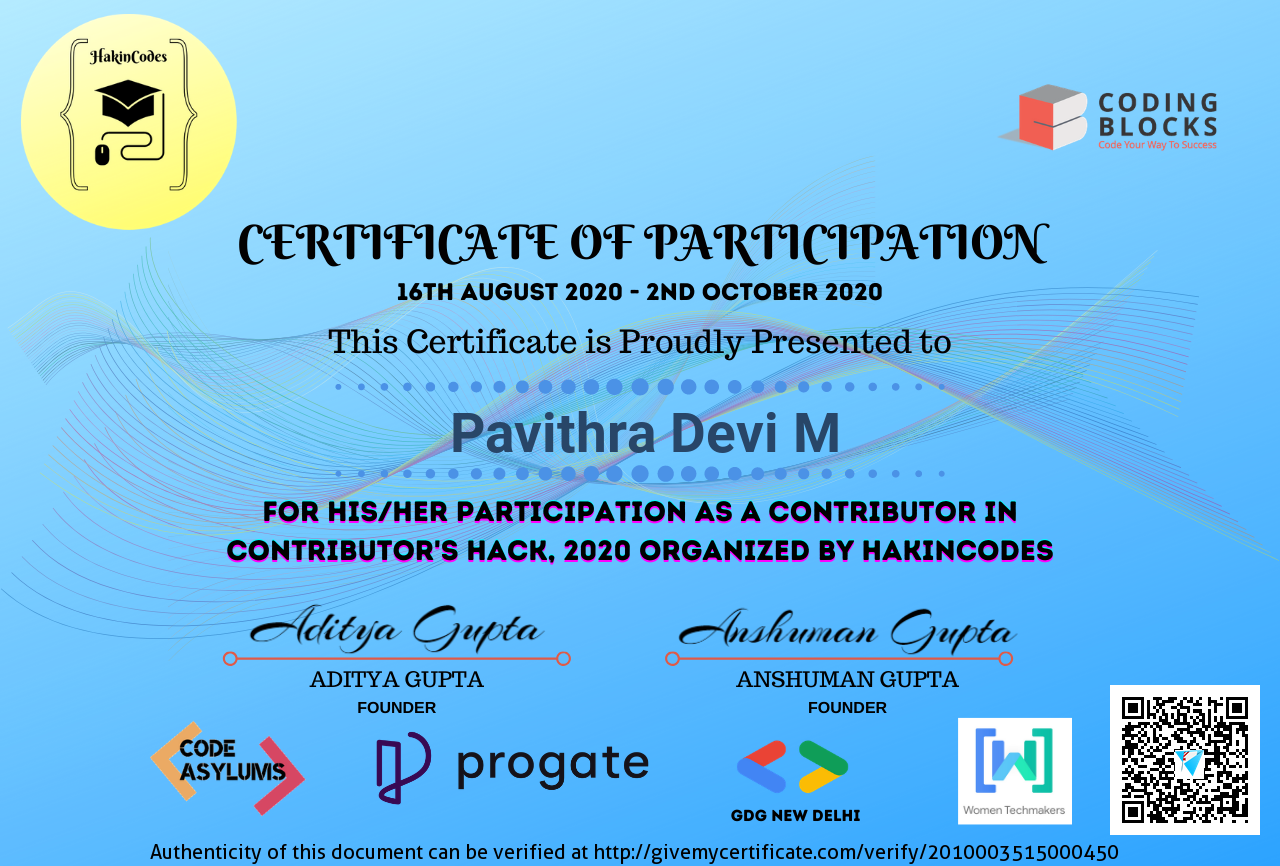 HakinCodes
CODING
BLOCKS
Code Your Way To Success
CERTIFICATE OF PARTICIPATION
16TH AUGUST 2020 - 2ND OCTOBER 2020
This Certificate is Proudly Presented to
Pavithra Devi M
FOR HIS/HER PARTICIPATION AS A CONTRIBUTOR IN
CONTRIBUTOR'S HACK, 2020 ORGANIZED BY HAKINCODES
Aditya Gupta
Anshuman Gupta
ADITYA GUPTA
ANSHUMAN GUPTA
FOUNDER
FOUNDER
CODE
ASYLUMS
progate
GDG NEW DELHI
Women Techmakers
Authenticity of this document can be verified at http://givemycertificate.com/verify/2010003515000450